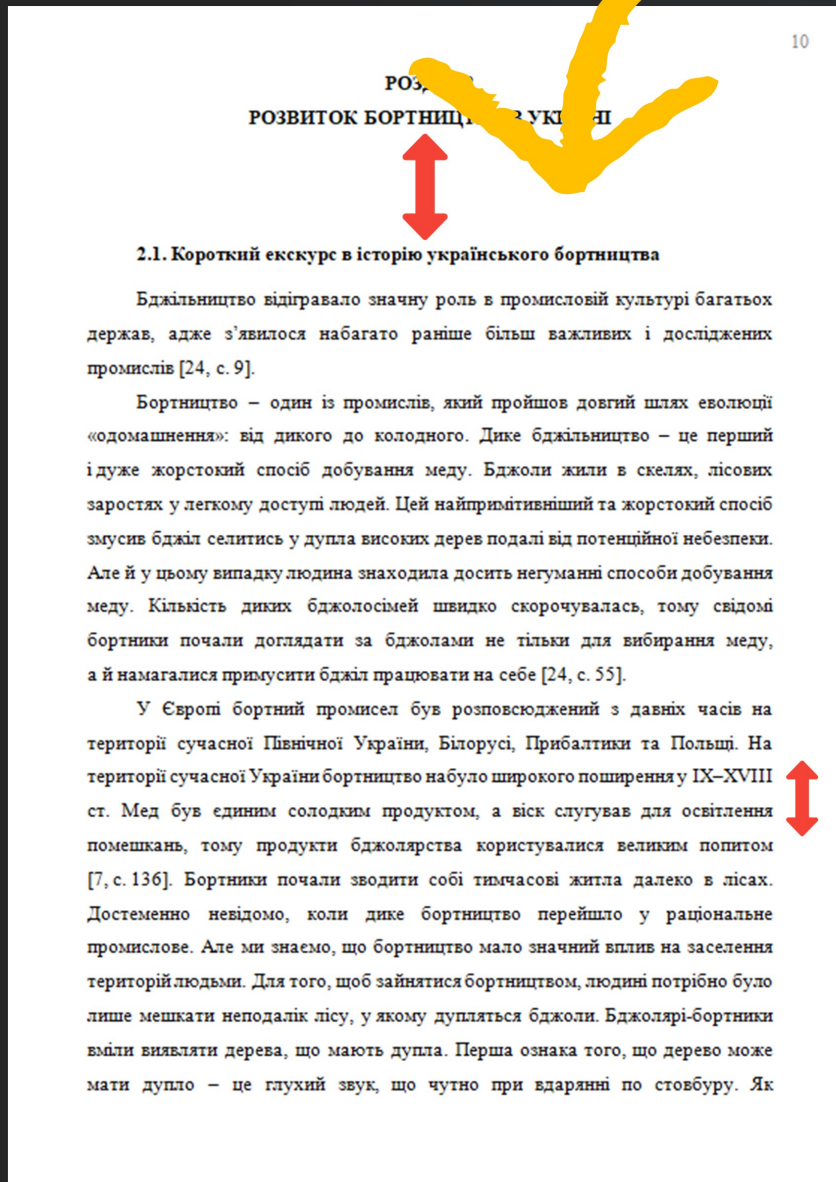 10
РОЗВИТОК В
2.1. Короткий екскурс в історію українського бортництва
Бджільництво відігравало значну роль в промисловій культурі багатьох
держав, адже з’явилося набагато раніше більш важливих і досліджених
промислів [24, с. 9].
Бортництво – один із промислів, який пройшов довгий шлях еволюції
«одомашнення»: від дикого до колодного. Дике бджільництво – це перший
і дуже жорстокий спосіб добування меду. Бджоли жили в скелях, лісових
заростях у легкому доступі людей. Цей найпримітивніший та жорстокий спосіб
змусив бджіл селитись у дупла високих дерев подалі від потенційної небезпеки.
Але й у цьому випадку людина знаходила досить негуманні способи добування
меду. Кількість диких бджолосімей швидко скорочувалась, тому свідомі
бортники почали доглядати за бджолами не тільки для вибирання меду,
а й намагалися примусити бджіл працювати на себе [24, с. 55].
У Європі бортний промисел був розповсюджений з давніх часів на
території сучасної Північної України, Білорусі, Прибалтики та Польщі. На
території сучасної України бортництво набуло широкого поширення у IX–XVIII
ст. Мед був єдиним солодким продуктом, а віск слугував для освітлення
помешкань, тому продукти бджолярства користувалися великим попитом
[7, с. 136]. Бортники почали зводити собі тимчасові житла далеко в лісах.
Достеменно невідомо, коли дике бортництво перейшло у раціональне
промислове. Але ми знаємо, що бортництво мало значний вплив на заселення
територій людьми. Для того, щоб зайнятися бортництвом, людині потрібно було
лише мешкати неподалік лісу, у якому дупляться бджоли. Бджолярі-бортники
вміли виявляти дерева, що мають дупла. Перша ознака того, що дерево може
мати дупло – це глухий звук, що чутно при вдарянні по стовбуру. Як